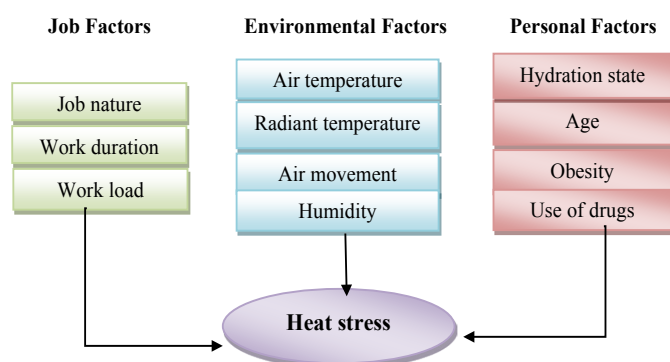 Job Factors
Environmental Factors
Personal Factors
Job nature
Work duration
Work load
Air temperature
Radiant temperature
Air movement
Humidity
Hydration state
Age
Obesity
Use of drugs
Heat stress